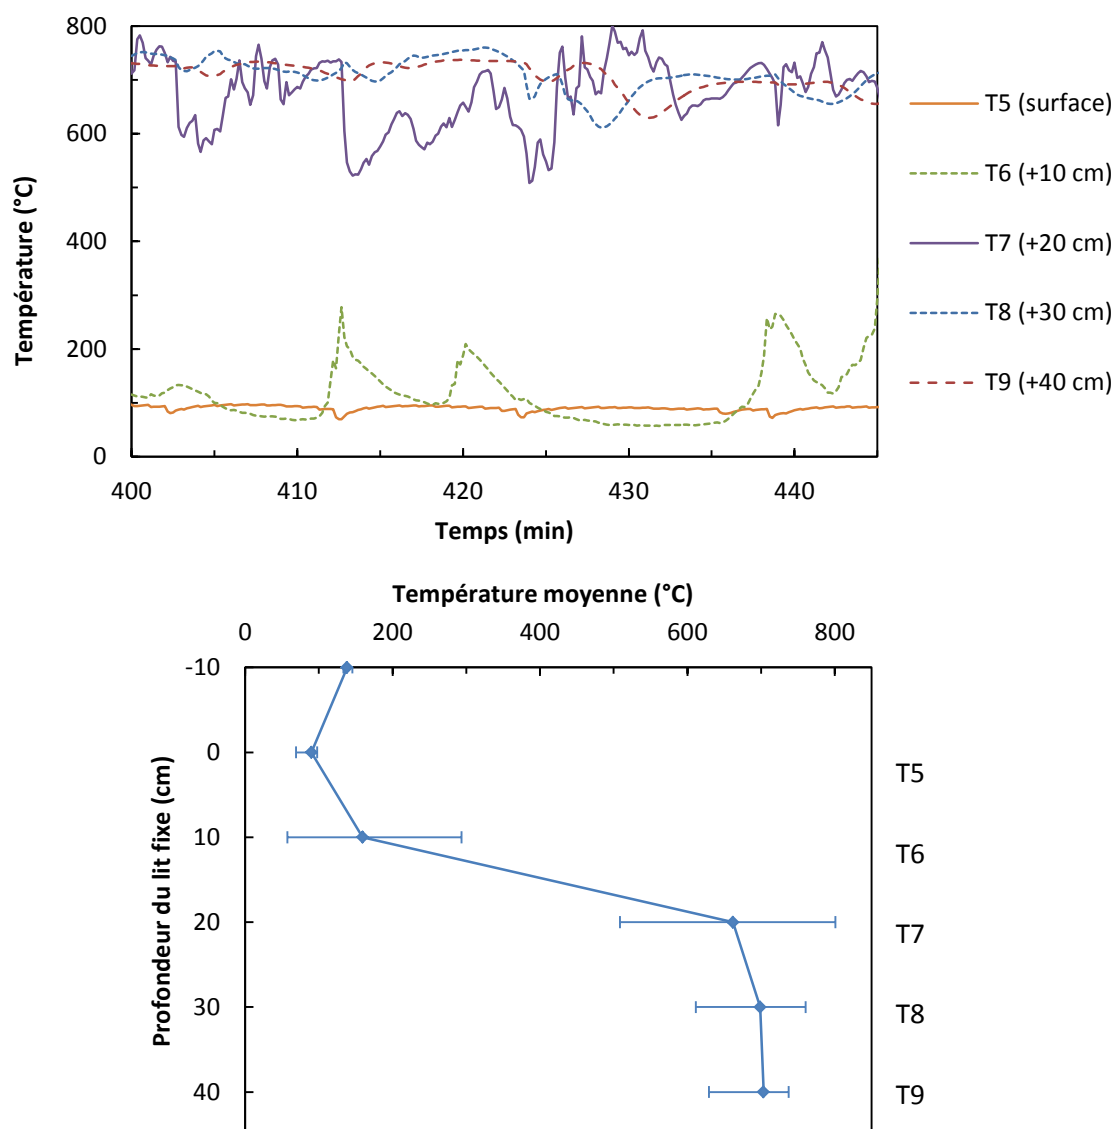 800
600
400
200
0
Température (°C)
400
410
420
430
440
Temps (min)
T5 (surface)
T6 (+10 cm)
T7 (+20 cm)
T8 (+30 cm)
T9 (+40 cm)
Température moyenne (°C)
0
200
400
600
800
-10
0
10
20
30
40
Profondeur du lit fixe (cm)
T5
T6
T7
T8
T9